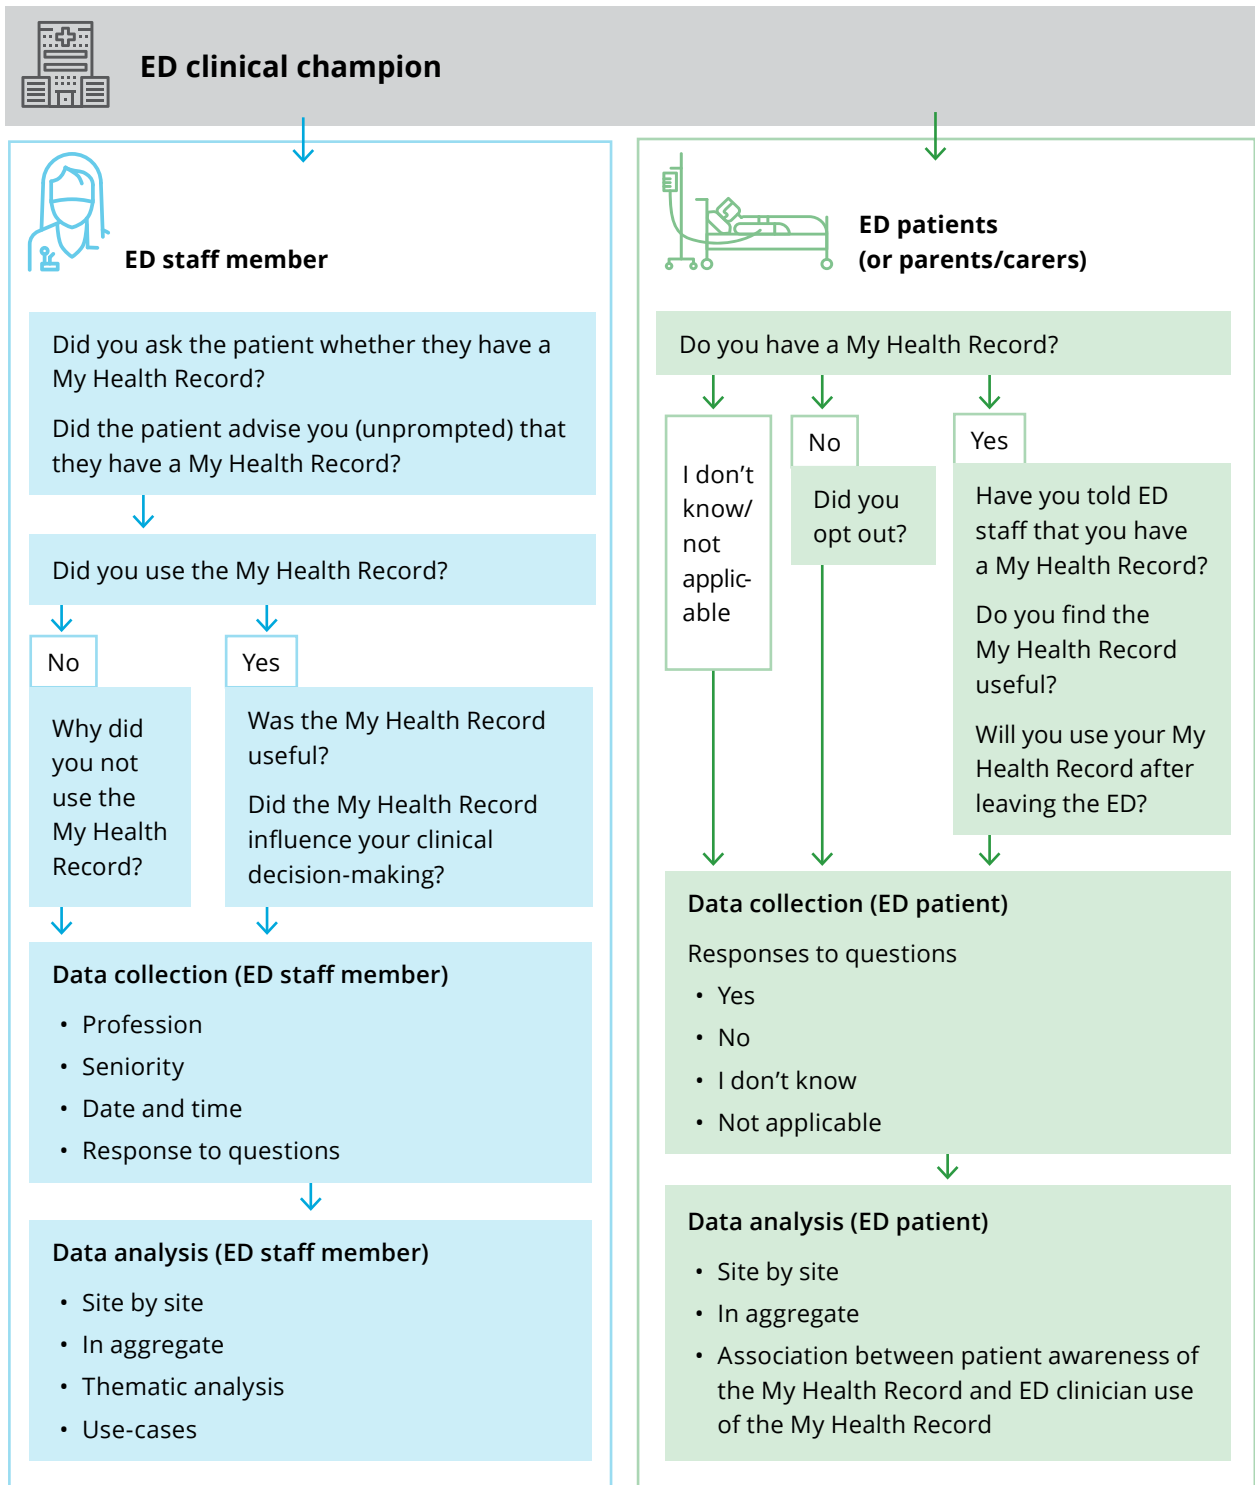 ED clinical champion
ED staff member
Did you ask the patient whether they have a
My Health Record?
Did the patient advise you (unprompted) that
they have a My Health Record?
Did you use the My Health Record?
No
Why did
you not
use the
My Health
Record?
Yes
Was the My Health Record
useful?
Did the My Health Record
influence your clinical
decision-making?
Data collection (ED staff member)
• Profession
• Seniority
• Date and time
• Response to questions
Data analysis (ED staff member)
• Site by site
• In aggregate
• Thematic analysis
• Use-cases
ED patients
(or parents/carers)
Do you have a My Health Record?
I don’t
know/
not
applic-
able
No
Did you
opt out?
Yes
Have you told ED
staff that you have
a My Health Record?
Do you find the
My Health Record
useful?
Will you use your My
Health Record after
leaving the ED?
Data collection (ED patient)
Responses to questions
• Yes
• No
• I don’t know
• Not applicable
Data analysis (ED patient)
• Site by site
• In aggregate
• Association between patient awareness of
the My Health Record and ED clinician use
of the My Health Record